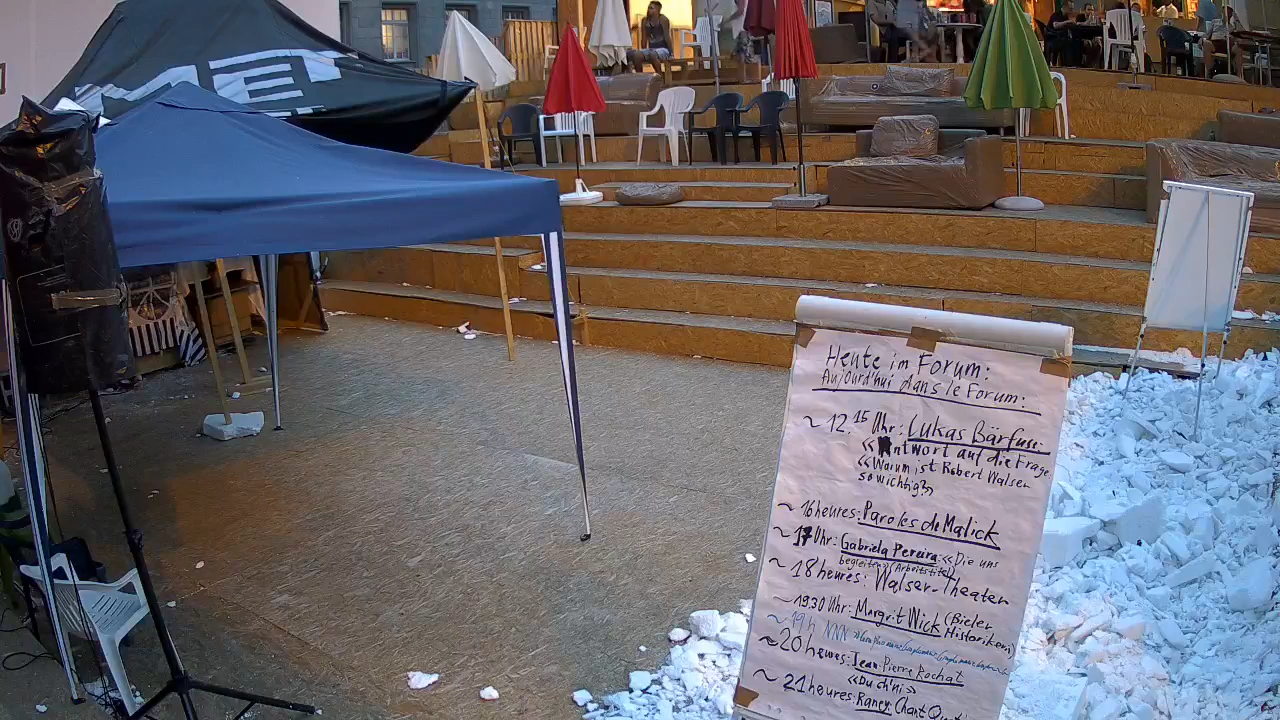 Heute im Forum:
Aujourd'hui dans le Forum:
~ 12.15 Uhr: Lukas Bärfuss:
«Antwort auf die Frage
«Warum ist Robert Walser
so wichtig?»
~ 16 heures: Paroles de Malick
~ 17 Uhr: Gabriela Pereira: «Die uns
begleiten» (Arbeitstitel)
~ 18 heures: Walser-Theater
~ 19.30 Uhr: Margrit Wick (Bieler
Historikerin)
~ 19h NNN
~ 20 heures: Jean-Pierre Rochat
«Du ch'ni»
~ 21 heures: Raney: Chant